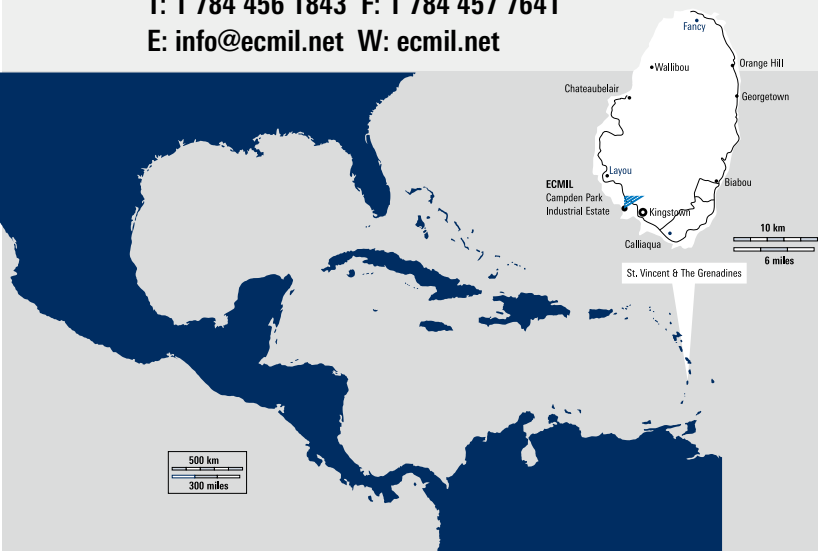 T: 1 784 456 1843 F: 1 784 457 7641
E: info@ecmil.net W: ecmil.net
Fancy
Wallibou
Orange Hill
Chateaubelair
Georgetown
Layou
Biabou
ECMIL
Campden Park
Industrial Estate
Kingstown
Calliaqua
10 km
6 miles
St. Vincent & The Grenadines
500 km
300 miles